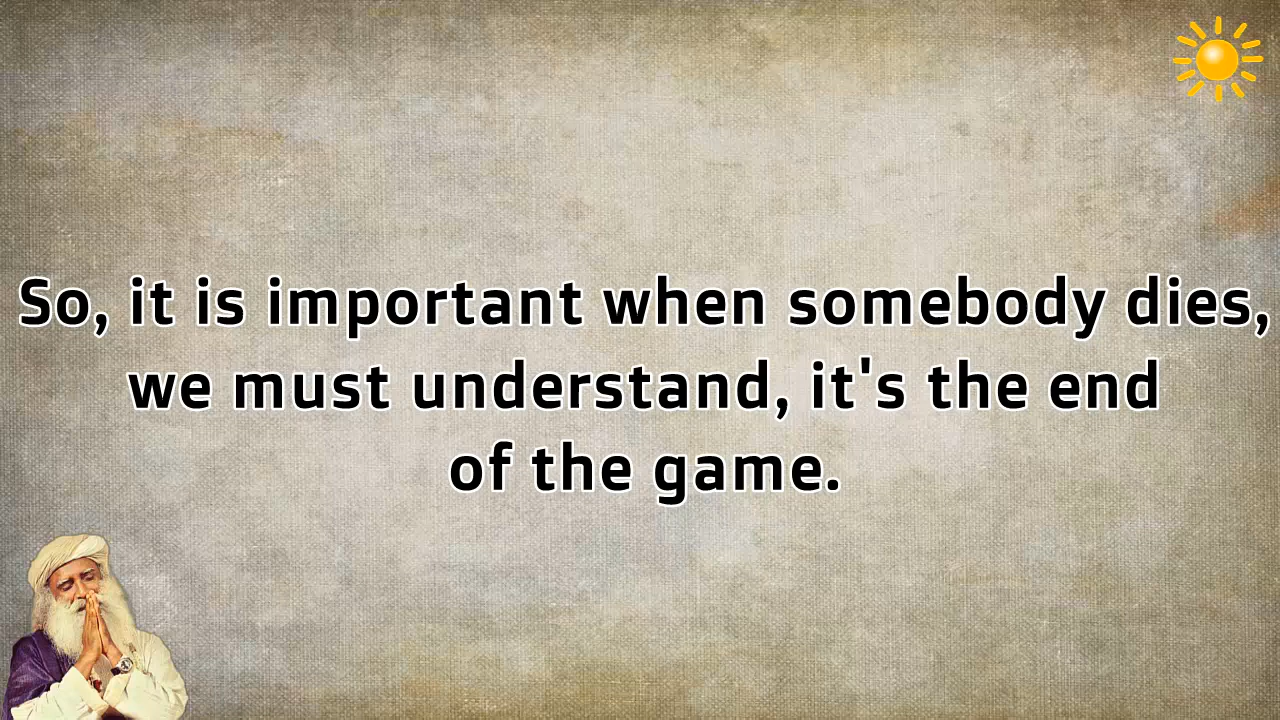 So, it is important when somebody dies,
we must understand, it's the end
of the game.